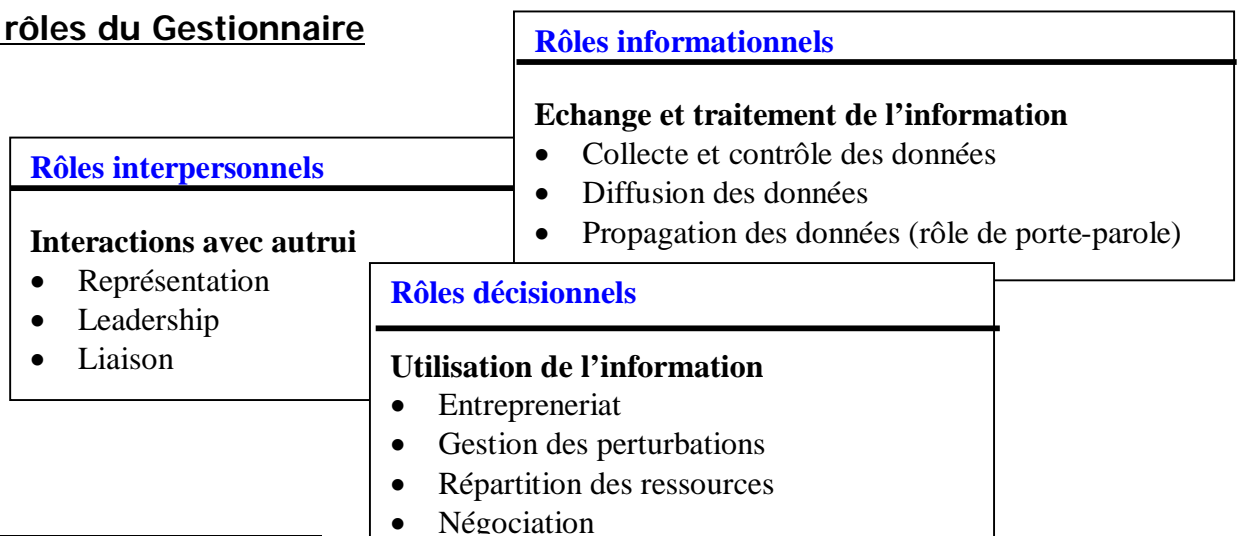 rôles du Gestionnaire
Rôles informationnels
Echange et traitement de l’information
• Collecte et contrôle des données
• Diffusion des données
• Propagation des données (rôle de porte-parole)
Rôles interpersonnels
Interactions avec autrui
• Représentation
• Leadership
• Liaison
Rôles décisionnels
Utilisation de l’information
• Entrepreneriat
• Gestion des perturbations
• Répartition des ressources
• Négociation